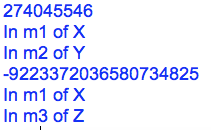 274045546
In m1 of X
In m2 of Y
-9223372036580734825
In m1 of X
In m3 of Z